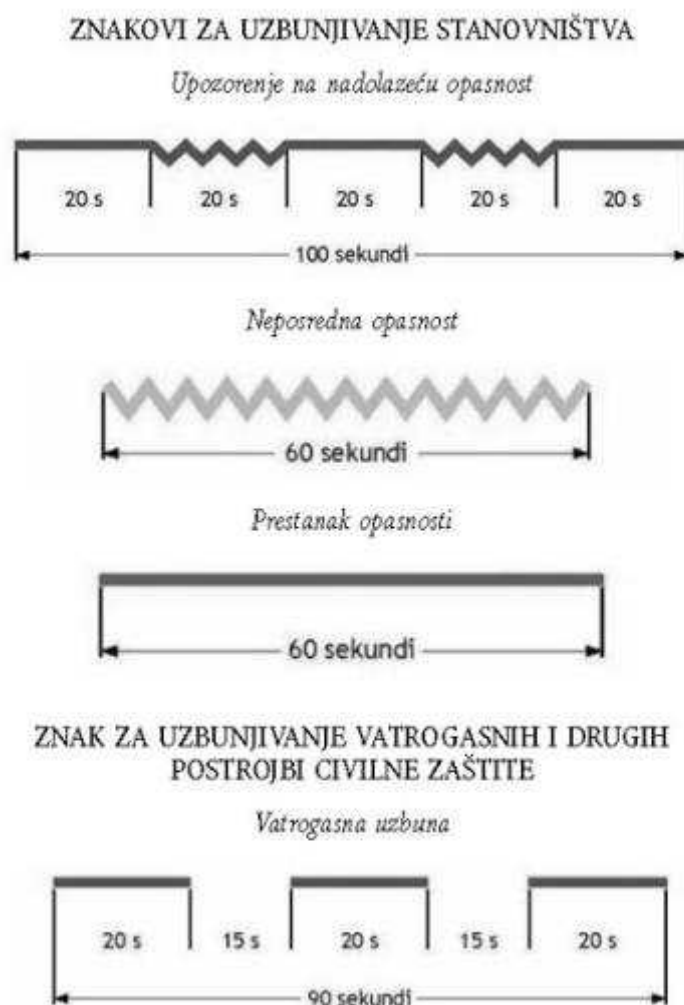 ZNAKOVI ZA UZBUNJIVANJE STANOVNIŠTVA
Upozorenje na nadolazeću opasnost
20 s 20 s 20 s 20 s 20 s
100 sekundi
Neposredna opasnost
60 sekundi
Prestanak opasnosti
60 sekundi
ZNAK ZA UZBUNJIVANJE VATROGASNIH I DRUGIH
POSTROJBI CIVILNE ZAŠTITE
Vatrogasna uzbuna
20 s 15 s 20 s 15 s 20 s
90 sekundi